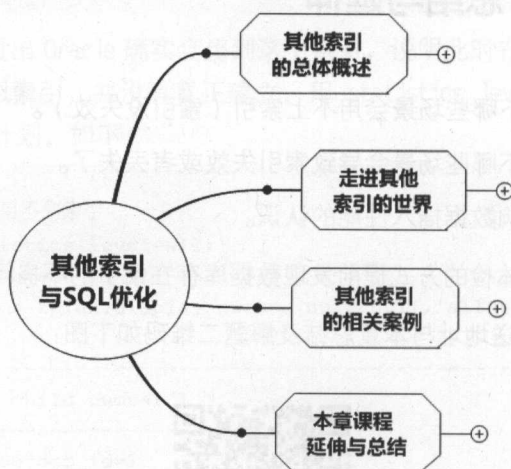 其他索引
的总体概述
走进其他
索引的世界
其他索引
与SQL优化
其他索引
的相关案例
本章课程
延伸与总结